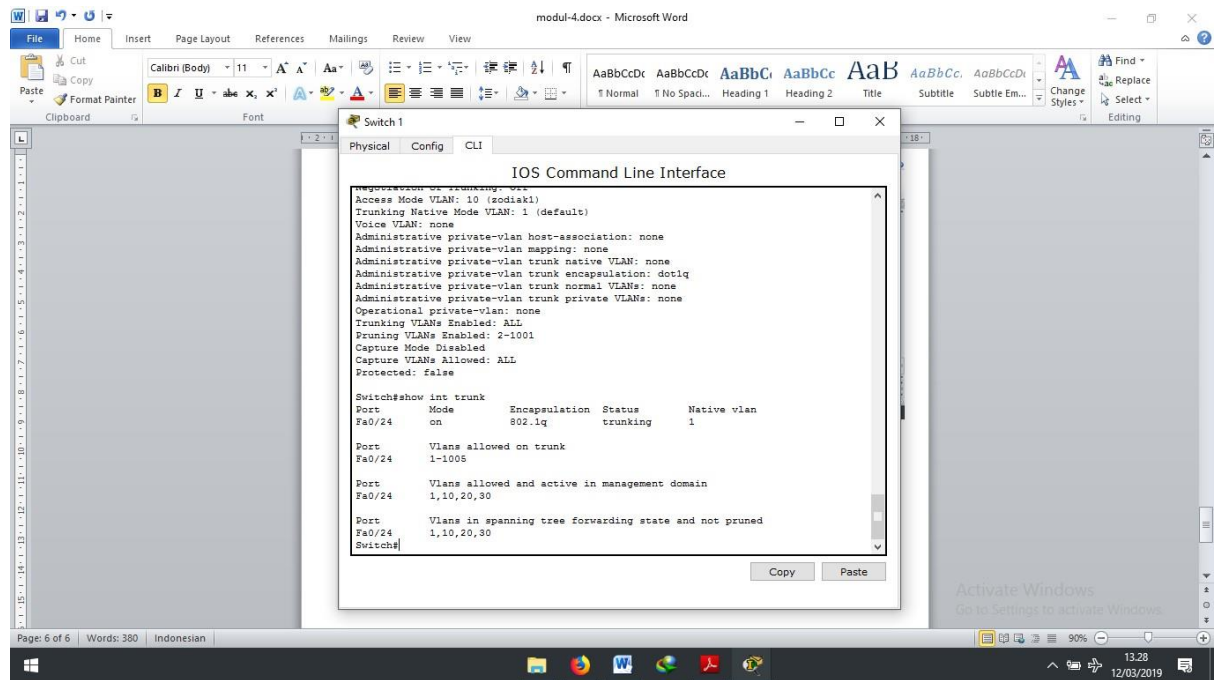 modul-4.docx - Microsoft Word
File Home Insert Page Layout References Mailings Review View
Cut
Copy
Format Painter
Paste
Clipboard
Calibri (Body) 11
Font
AaBbCcDc AaBbCcDc AaBbC AaBbCc AaB AaBbCc. AaBbCcDi
¶ Normal ¶ No Spaci... Heading 1 Heading 2 Title Subtitle Subtle Em...
Change Styles
Find
Replace
Select
Editing
Switch 1
Physical Config CLI
IOS Command Line Interface
Negotiation of Trunking: Off
Access Mode VLAN: 10 (zodiak1)
Trunking Native Mode VLAN: 1 (default)
Voice VLAN: none
Administrative private-vlan host-association: none
Administrative private-vlan mapping: none
Administrative private-vlan trunk native VLAN: none
Administrative private-vlan trunk encapsulation: dot1q
Administrative private-vlan trunk normal VLANs: none
Administrative private-vlan trunk private VLANs: none
Operational private-vlan: none
Trunking VLANs Enabled: ALL
Pruning VLANs Enabled: 2-1001
Capture Mode Disabled
Capture VLANs Allowed: ALL
Protected: false
Switch#show int trunk
Port Mode Encapsulation Status Native vlan
Fa0/24 on 802.1q trunking 1
Port Vlans allowed on trunk
Fa0/24 1-1005
Port Vlans allowed and active in management domain
Fa0/24 1,10,20,30
Port Vlans in spanning tree forwarding state and not pruned
Fa0/24 1,10,20,30
Switch#
Copy Paste
Activate Windows
Go to Settings to activate Windows.
Page: 6 of 6 Words: 380 Indonesian 90%
13.28
12/03/2019